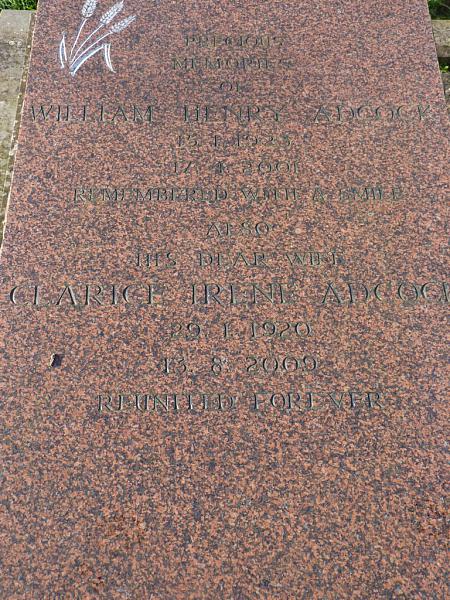 PRECIOUS
MEMORIES
OF
WILLIAM HENRY ADCOCK
15. 1. 1923
17. 1. 2001
REMEMBERED WITH A SMILE
ALSO
HIS DEAR WIFE
CLARICE IRENE ADCOCK
29. 1. 1920
13. 8. 2009
REUNITED FOREVER